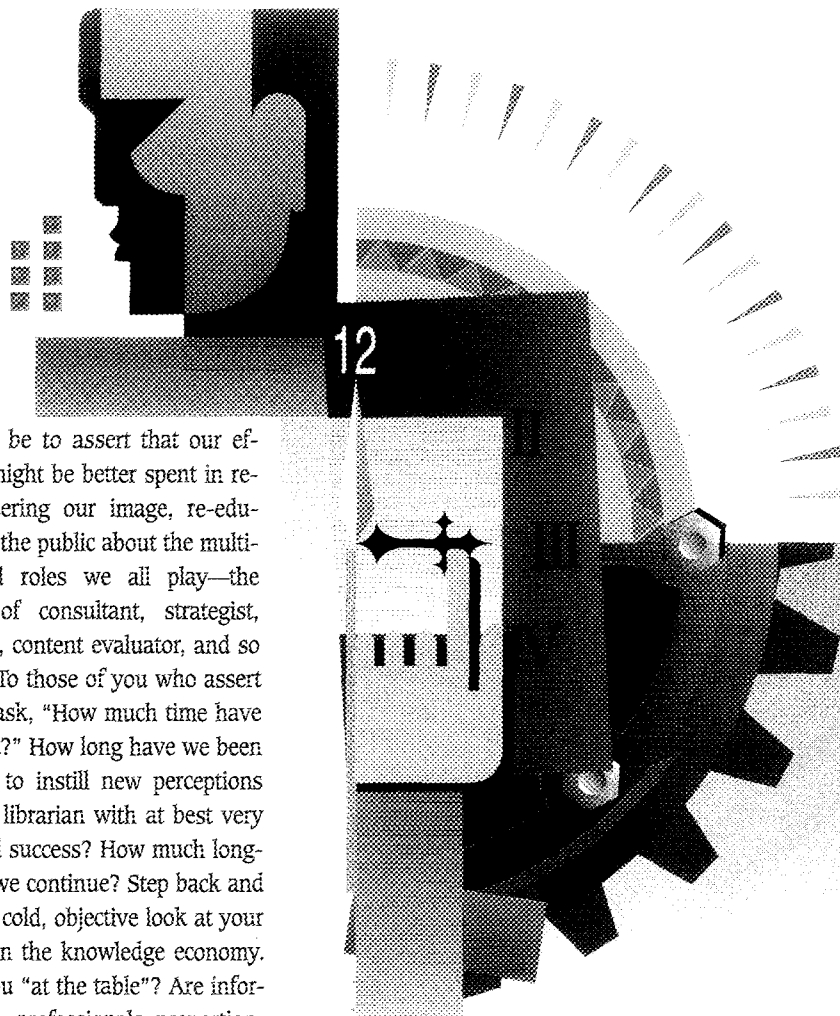 12
II
III
IV
be to assert that our ef-
might be better spent in re-
ering our image, re-edu-
the public about the multi-
roles we all play—the
of consultant, strategist,
, content evaluator, and so
To those of you who assert
ask, "How much time have
?" How long have we been
to instill new perceptions
librarian with at best very
success? How much long-
we continue? Step back and
cold, objective look at your
n the knowledge economy.
u "at the table"? Are infor-